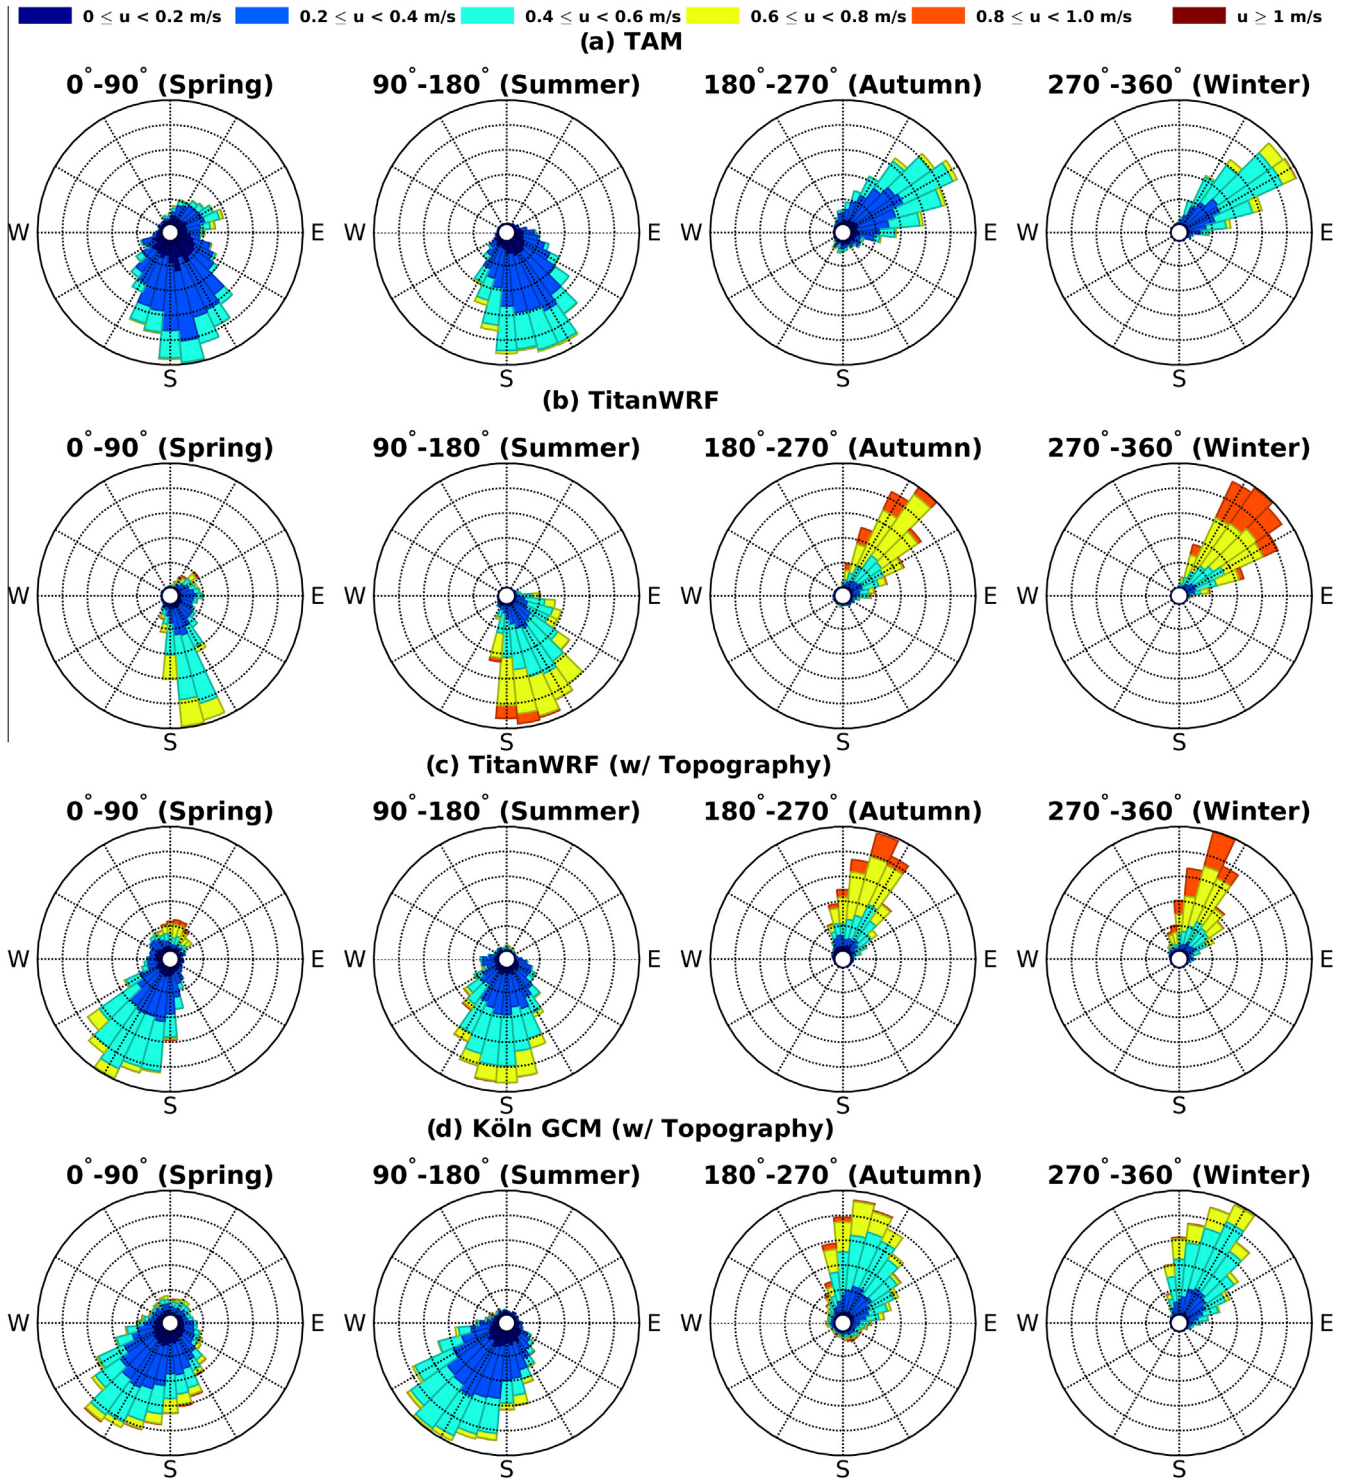 0 ≤ u < 0.2 m/s 0.2 ≤ u < 0.4 m/s 0.4 ≤ u < 0.6 m/s 0.6 ≤ u < 0.8 m/s 0.8 ≤ u < 1.0 m/s u ≥ 1 m/s
(a) TAM
0°-90° (Spring) 90°-180° (Summer) 180°-270° (Autumn) 270°-360° (Winter)
W E W E W E W E
S S S S
(b) TitanWRF
0°-90° (Spring) 90°-180° (Summer) 180°-270° (Autumn) 270°-360° (Winter)
W E W E W E W E
S S S S
(c) TitanWRF (w/ Topography)
0°-90° (Spring) 90°-180° (Summer) 180°-270° (Autumn) 270°-360° (Winter)
W E W E W E W E
S S S S
(d) Köln GCM (w/ Topography)
0°-90° (Spring) 90°-180° (Summer) 180°-270° (Autumn) 270°-360° (Winter)
W E W E W E W E
S S S S